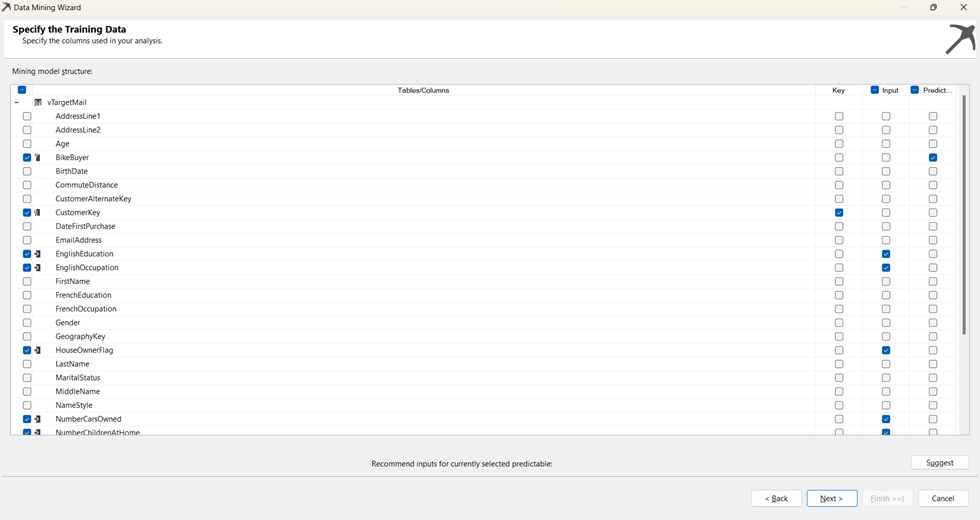 Data Mining Wizard
Specify the Training Data
Specify the columns used in your analysis.
Mining model structure:
Tables/Columns Key Input Predict...
vTargetMail
AddressLine1
AddressLine2
Age
BikeBuyer
BirthDate
CommuteDistance
CustomerAlternateKey
CustomerKey
DateFirstPurchase
EmailAddress
EnglishEducation
EnglishOccupation
FirstName
FrenchEducation
FrenchOccupation
Gender
GeographyKey
HouseOwnerFlag
LastName
MaritalStatus
MiddleName
NameStyle
NumberCarsOwned
NumberChildrenAtHome
Recommend inputs for currently selected predictable:
Suggest
< Back Next > Finish >>| Cancel